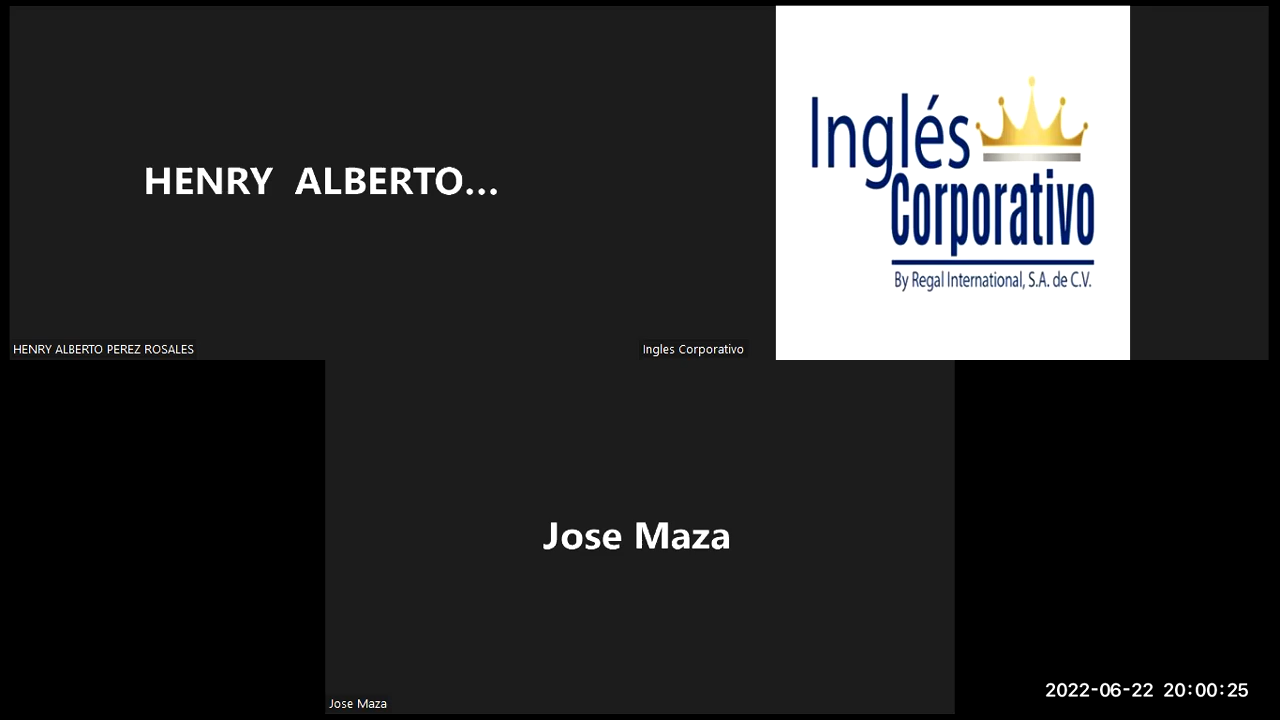 HENRY ALBERTO...
HENRY ALBERTO PEREZ ROSALES
Inglés
Corporativo
By Regal International, S.A. de C.V.
Ingles Corporativo
Jose Maza
Jose Maza
2022-06-22 20:00:25